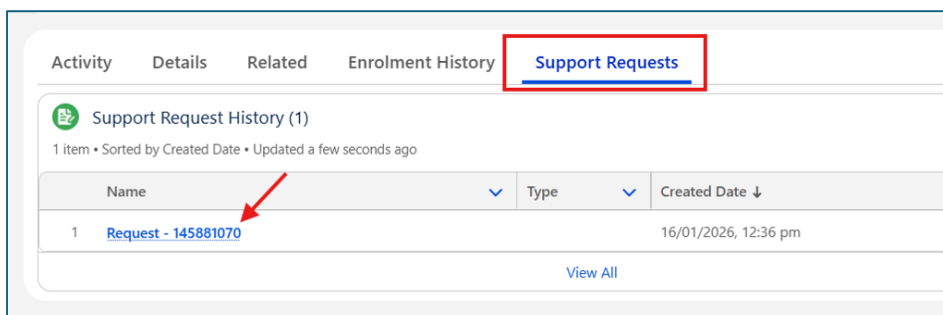 Activity Details Related Enrolment History Support Requests
Support Request History (1)
1 item • Sorted by Created Date • Updated a few seconds ago
Name Type Created Date ↓
1 Request - 145881070 16/01/2026, 12:36 pm
View All